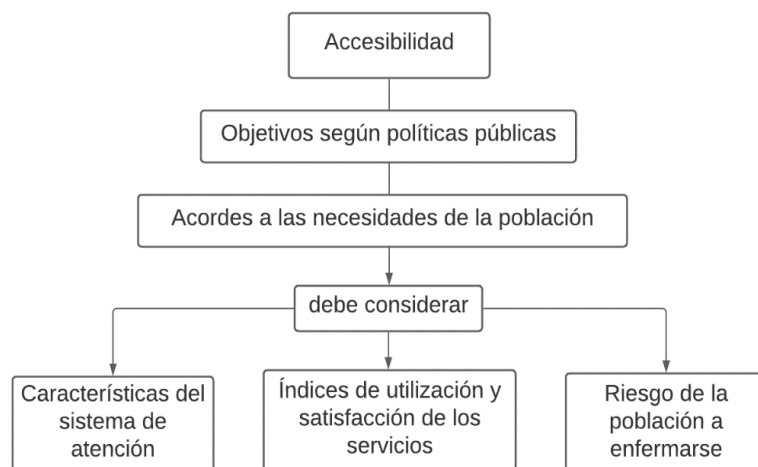 Accesibilidad
Objetivos según políticas públicas
Acordes a las necesidades de la población
debe considerar
Características del
sistema de
atención
Índices de utilización y
satisfacción de los
servicios
Riesgo de la
población a
enfermarse